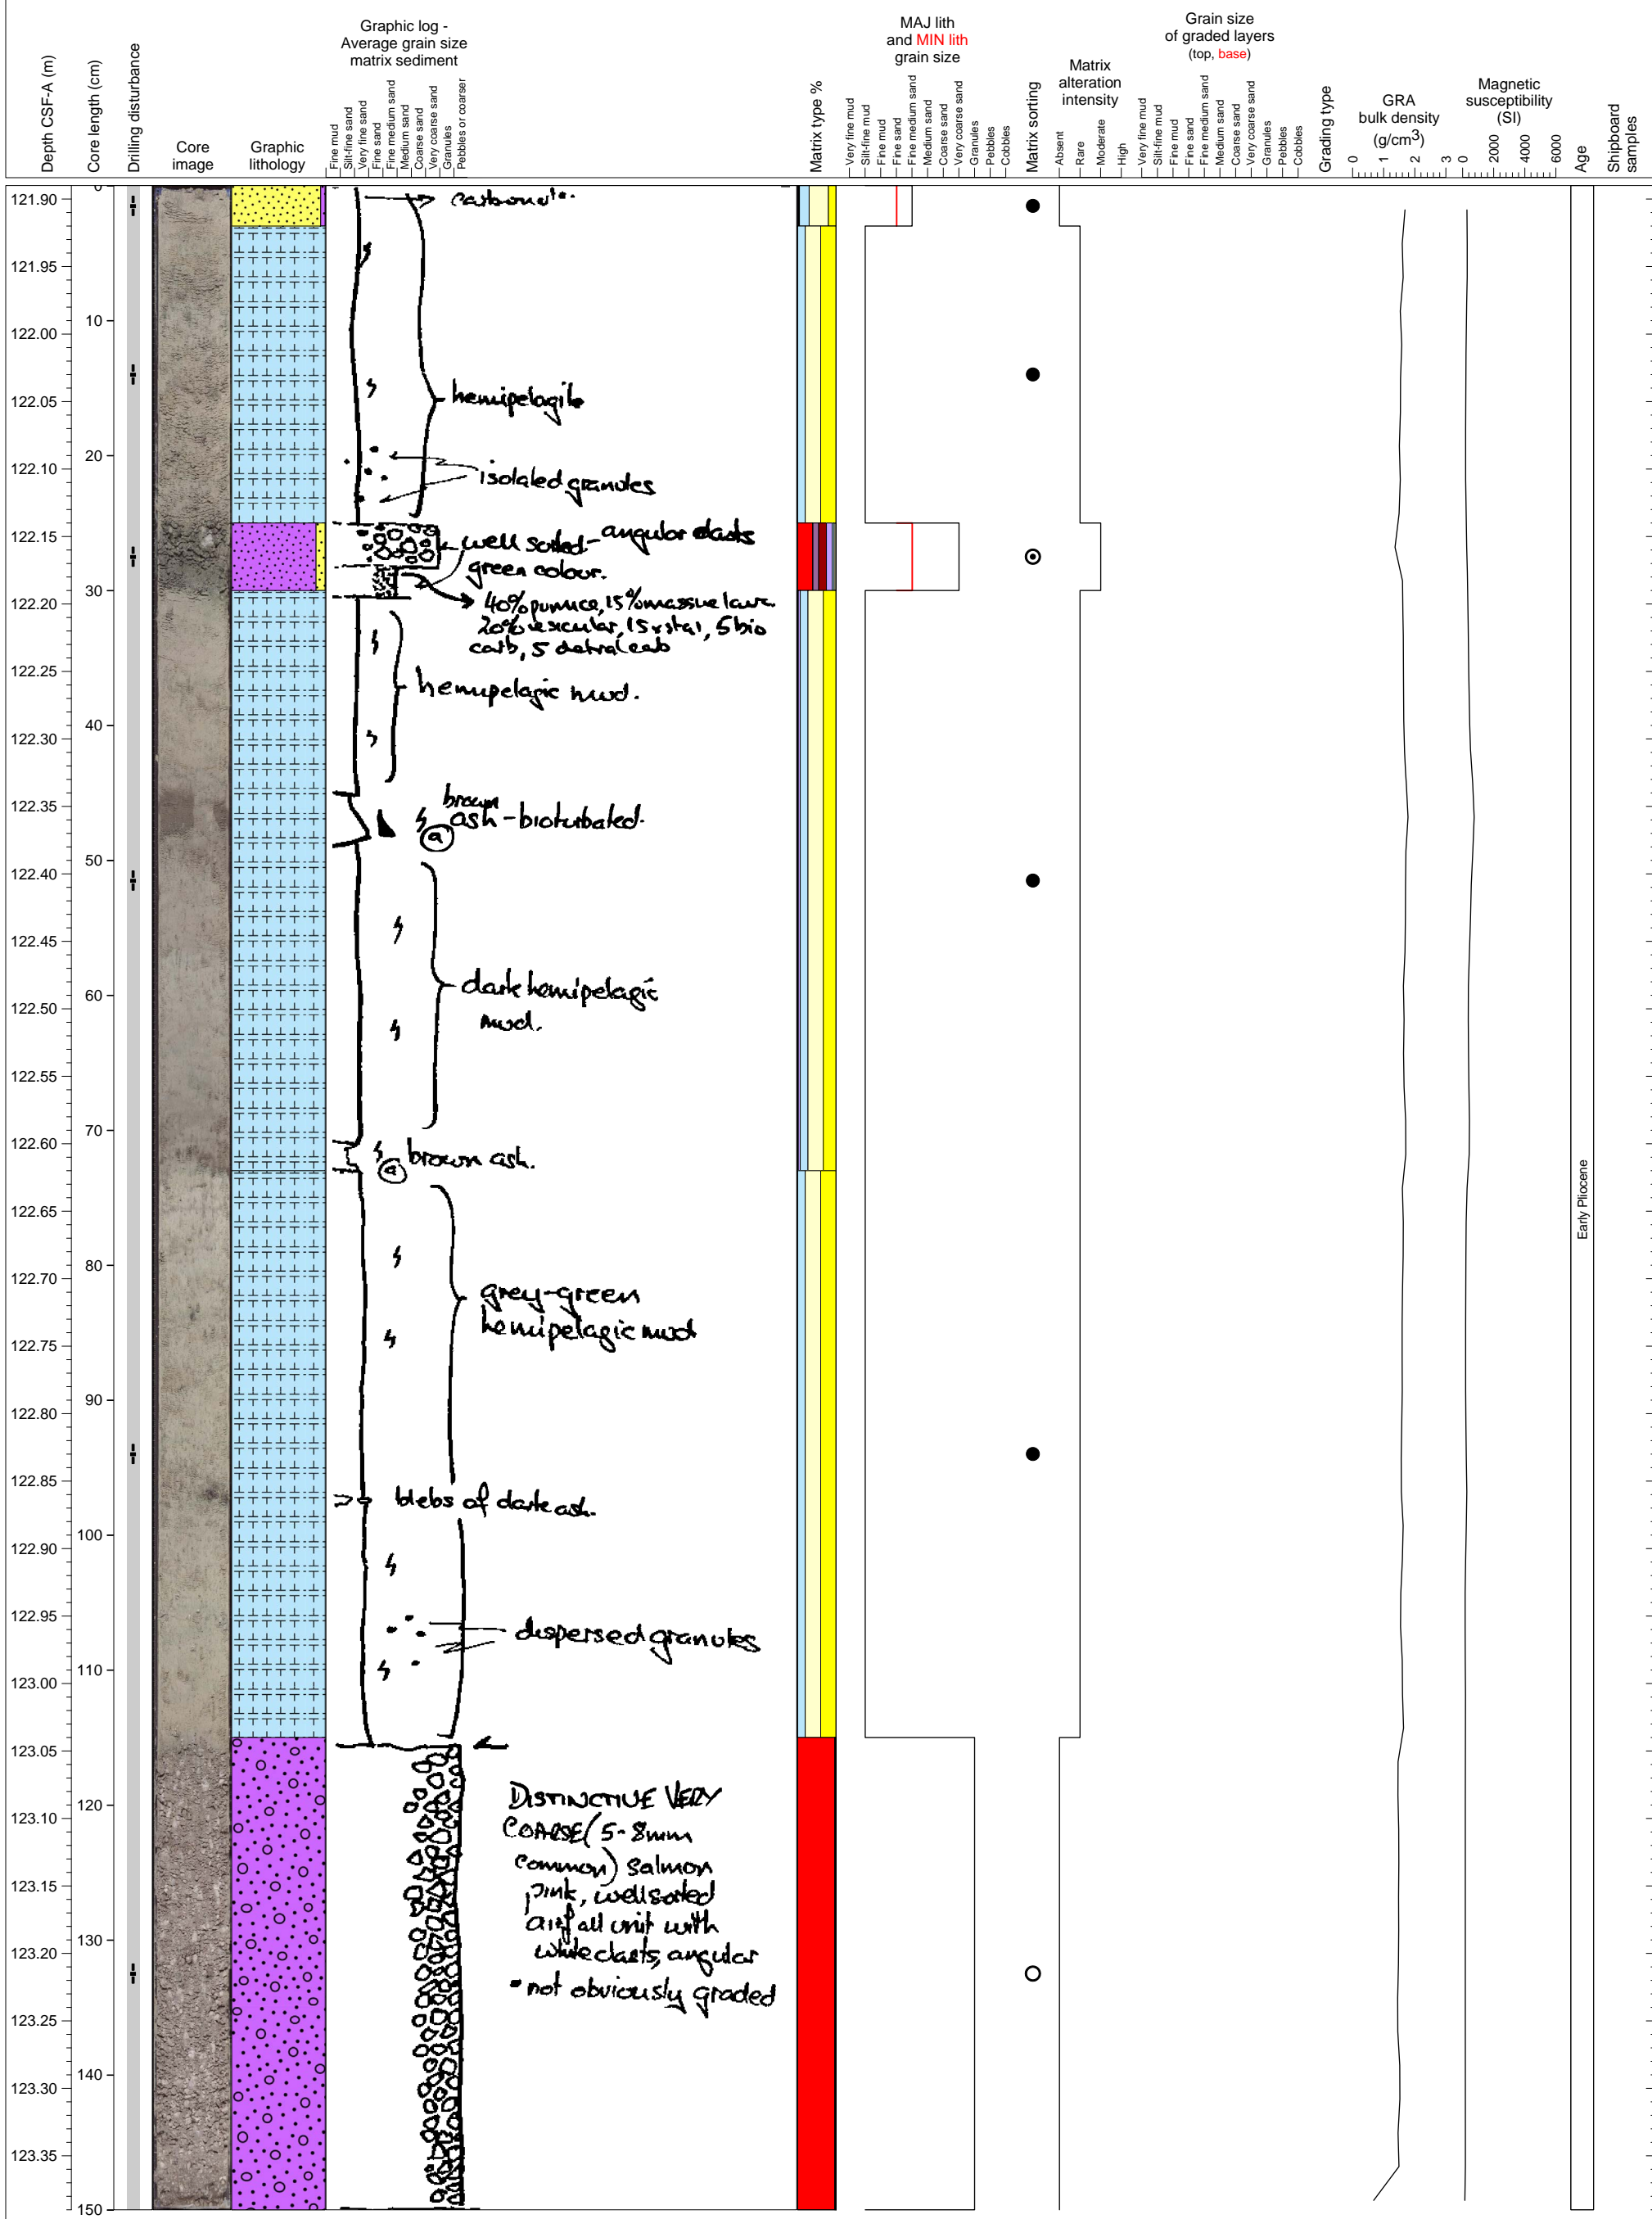 Depth CSF-A (m)
Core length (cm)
Drilling disturbance
Core
image
Graphic
lithology
Graphic log -
Average grain size
matrix sediment
Fine mud
Silt-fine sand
Very fine sand
Fine sand
Fine medium sand
Medium sand
Coarse sand
Very coarse sand
Granules
Pebbles or coarser
Matrix type %
MAJ lith
and MIN lith
grain size
Very fine mud
Silt-fine mud
Fine mud
Fine sand
Fine medium sand
Medium sand
Coarse sand
Very coarse sand
Granules
Pebbles
Cobbles
Matrix sorting
Matrix
alteration
intensity
Absent
Rare
Moderate
High
Grain size
of graded layers
(top, base)
Very fine mud
Silt-fine mud
Fine mud
Fine sand
Fine medium sand
Medium sand
Coarse sand
Very coarse sand
Granules
Pebbles
Cobbles
Grading type
GRA
bulk density
(g/cm3)
0 1 2 3
Magnetic
susceptibility
(SI)
0 2000 4000 6000
Age
Shipboard
samples
121.90
121.95
122.00
122.05
122.10
122.15
122.20
122.25
122.30
122.35
122.40
122.45
122.50
122.55
122.60
122.65
122.70
122.75
122.80
122.85
122.90
122.95
123.00
123.05
123.10
123.15
123.20
123.25
123.30
123.35
0
10
20
30
40
50
60
70
80
90
100
110
120
130
140
150
hemipelagite
isolated granules
well sorted-angular clasts
green colour.
40% pumice, 15% massive lava
20% vesicular, 15 xstal, 5 bio
carb, 5 detral carb
hemipelagic mud.
brown
ash-bioturbated.
a
dark hemipelagic
mud.
brown ash.
a
grey-green
hemipelagic mud
blebs of dark ash.
dispersed granules
DISTINCTIVE VERY
COARSE (5-8mm
common) salmon
pink, well sorted
airfall unit with
white clasts, angular
• not obviously graded
Early Pliocene